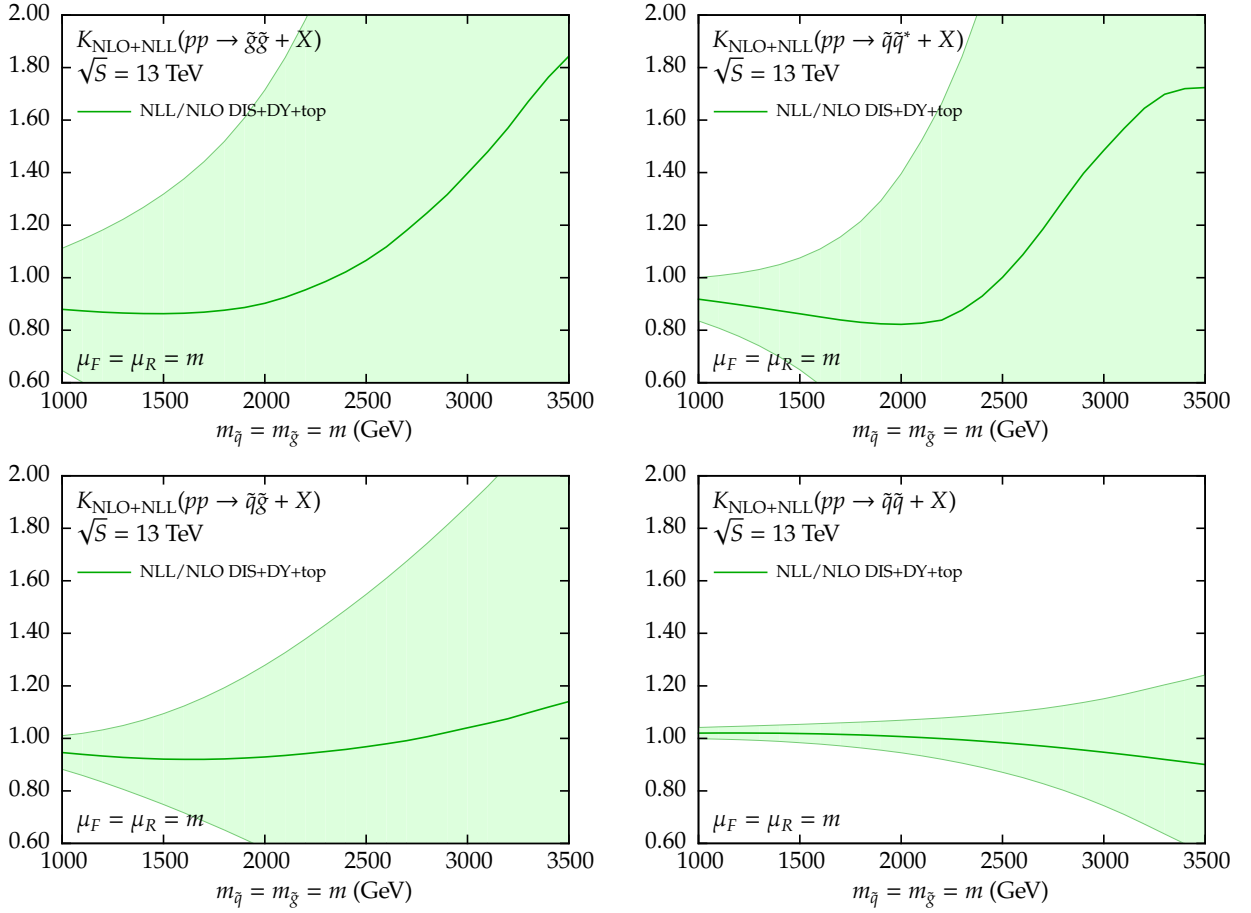 2.00
1.80
1.60
1.40
1.20
1.00
0.80
0.60
K_NLO+NLL(pp → g̃g̃ + X)
√S = 13 TeV
NLL/NLO DIS+DY+top
μ_F = μ_R = m
1000 1500 2000 2500 3000 3500
m_q̃ = m_g̃ = m (GeV)
2.00
1.80
1.60
1.40
1.20
1.00
0.80
0.60
K_NLO+NLL(pp → q̃q̃* + X)
√S = 13 TeV
NLL/NLO DIS+DY+top
μ_F = μ_R = m
1000 1500 2000 2500 3000 3500
m_q̃ = m_g̃ = m (GeV)
2.00
1.80
1.60
1.40
1.20
1.00
0.80
0.60
K_NLO+NLL(pp → q̃g̃ + X)
√S = 13 TeV
NLL/NLO DIS+DY+top
μ_F = μ_R = m
1000 1500 2000 2500 3000 3500
m_q̃ = m_g̃ = m (GeV)
2.00
1.80
1.60
1.40
1.20
1.00
0.80
0.60
K_NLO+NLL(pp → q̃q̃ + X)
√S = 13 TeV
NLL/NLO DIS+DY+top
μ_F = μ_R = m
1000 1500 2000 2500 3000 3500
m_q̃ = m_g̃ = m (GeV)